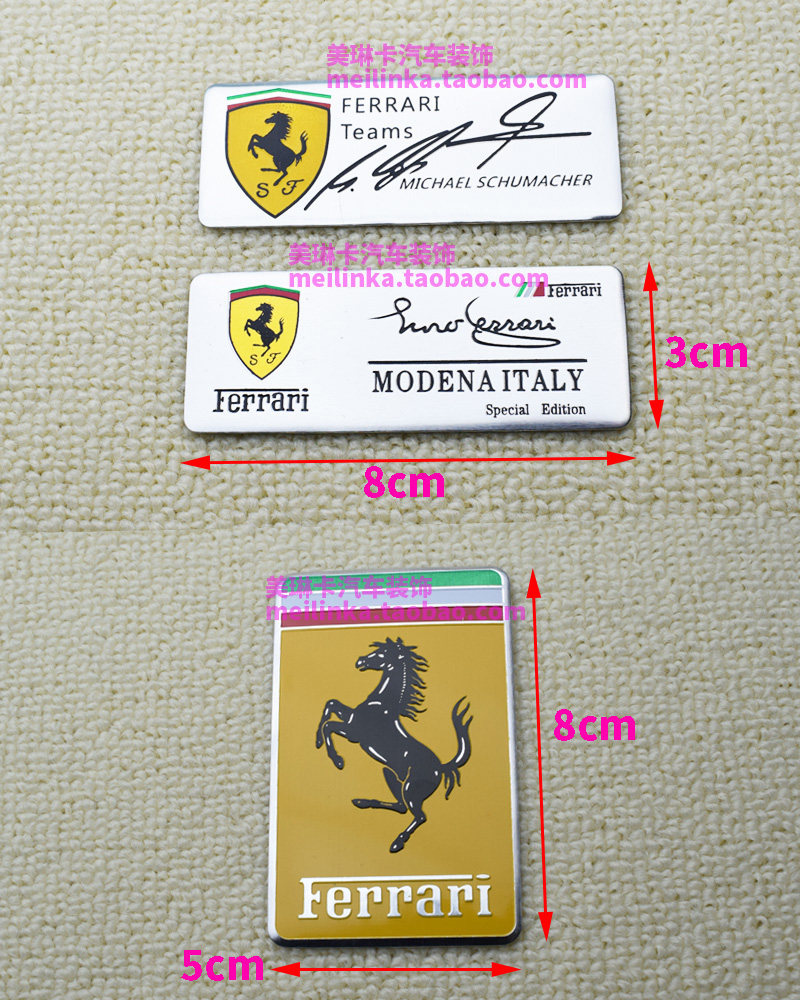 美琳卡汽车装饰
meilinka.taobao.com
FERRARI
Teams
MICHAEL SCHUMACHER
S F
美琳卡汽车装饰
meilinka.taobao.com
Ferrari
Enzo Ferrari
S F
Ferrari
MODENA ITALY
Special Edition
3cm
8cm
美琳卡汽车装饰
meilinka.taobao.com
8cm
Ferrari
5cm